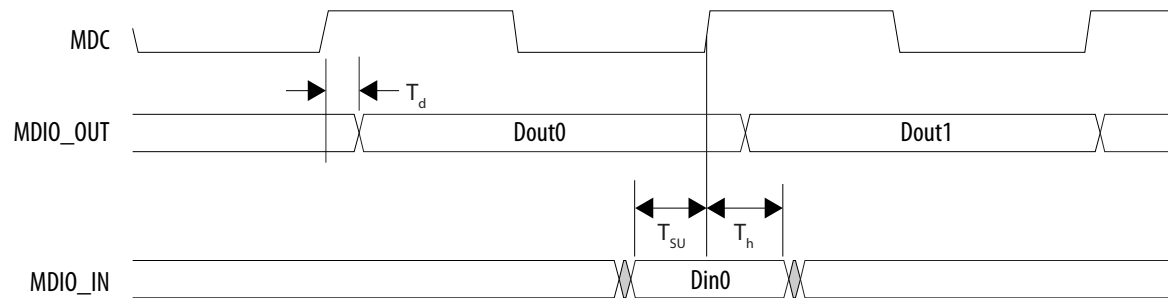 MDC
T_d
MDIO_OUT
Dout0
Dout1
T_SU
T_h
MDIO_IN
Din0